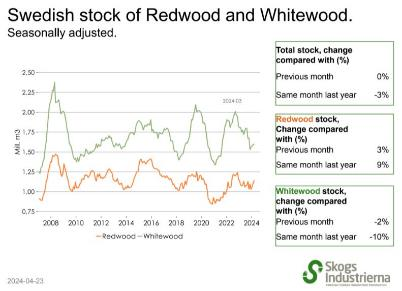 Swedish stock of Redwood and Whitewood.
Seasonally adjusted.
2,50
2,25
2,00
1,75
1,50
1,25
1,00
0,75
Mill. m3
2008 2010 2012 2014 2016 2018 2020 2022 2024
Redwood Whitewood
Total stock, change
compared with (%)
Previous month 0%
Same month last year -3%
Redwood stock,
Change compared
with (%)
Previous month 3%
Same month last year 9%
Whitewood stock,
change compared
with (%)
Previous month -2%
Same month last year -10%
2024-04-23
Skogs
Industrierna